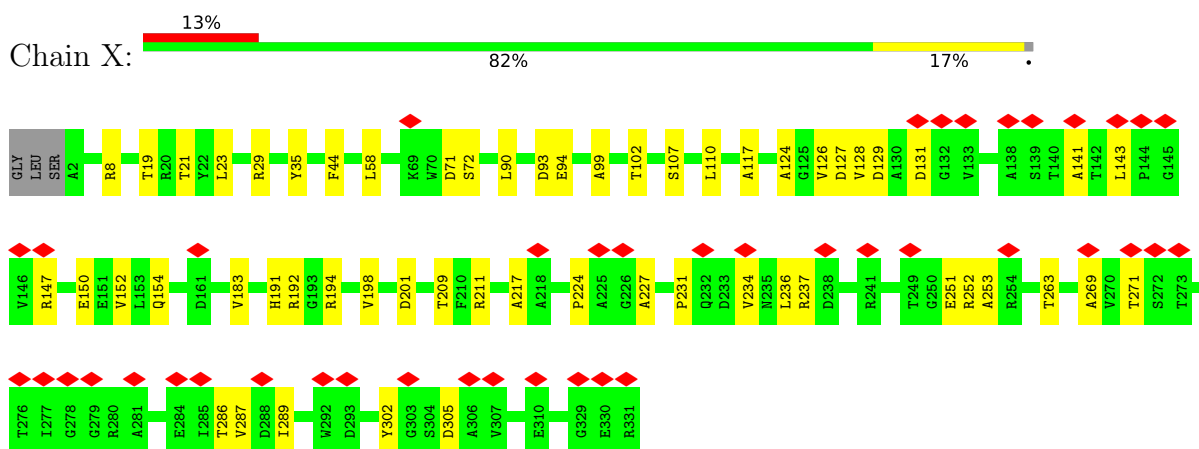 13%
Chain X:
82% 17% •
GLY LEU SER A2 R8 T19 R20 T21 Y22 L23 R29 Y35 F44 L58 K69 W70 D71 S72 L90 D93 E94 A99 T102 S107 L110 A117 A124 G125 V126 D127 V128 D129 A130 D131 G132 V133 A138 S139 T140 A141 T142 L143 P144 G145
V146 R147 E150 E151 V152 L153 Q154 D161 V183 H191 R192 G193 R194 V198 D201 T209 F210 R211 A217 A218 P224 A225 G226 A227 P231 Q232 D233 V234 N235 L236 R237 D238 R241 T249 G250 E251 R252 A253 R254 T263 A269 V270 T271 S272 T273
T276 I277 G278 G279 R280 A281 E284 I285 T286 V287 D288 I289 W292 D293 Y302 G303 S304 D305 A306 V307 E310 G329 E330 R331